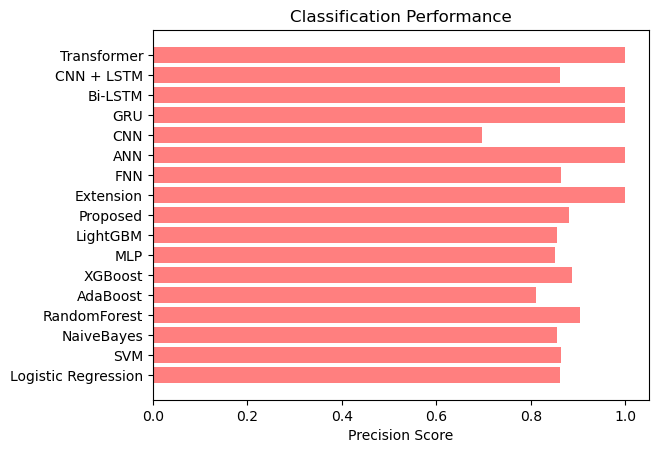 Classification Performance
Transformer
CNN + LSTM
Bi-LSTM
GRU
CNN
ANN
FNN
Extension
Proposed
LightGBM
MLP
XGBoost
AdaBoost
RandomForest
NaiveBayes
SVM
Logistic Regression
0.0 0.2 0.4 0.6 0.8 1.0
Precision Score